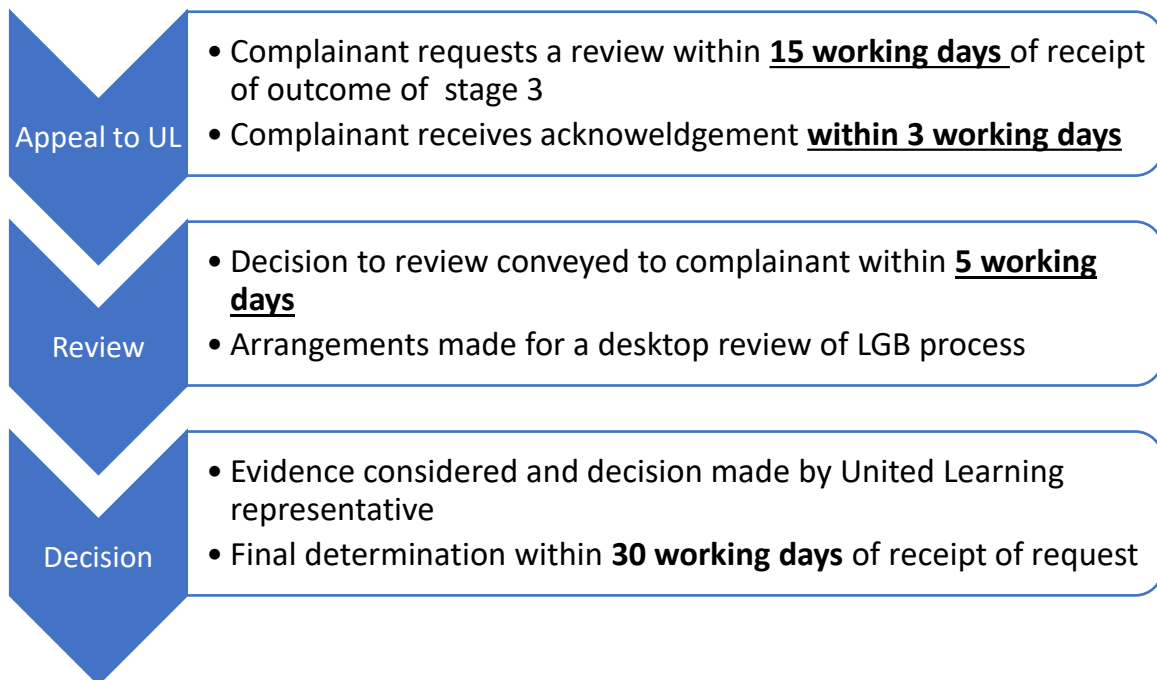 Appeal to UL
• Complainant requests a review within 15 working days of receipt
of outcome of stage 3
• Complainant receives acknoweldgement within 3 working days
Review
• Decision to review conveyed to complainant within 5 working
days
• Arrangements made for a desktop review of LGB process
Decision
• Evidence considered and decision made by United Learning
representative
• Final determination within 30 working days of receipt of request